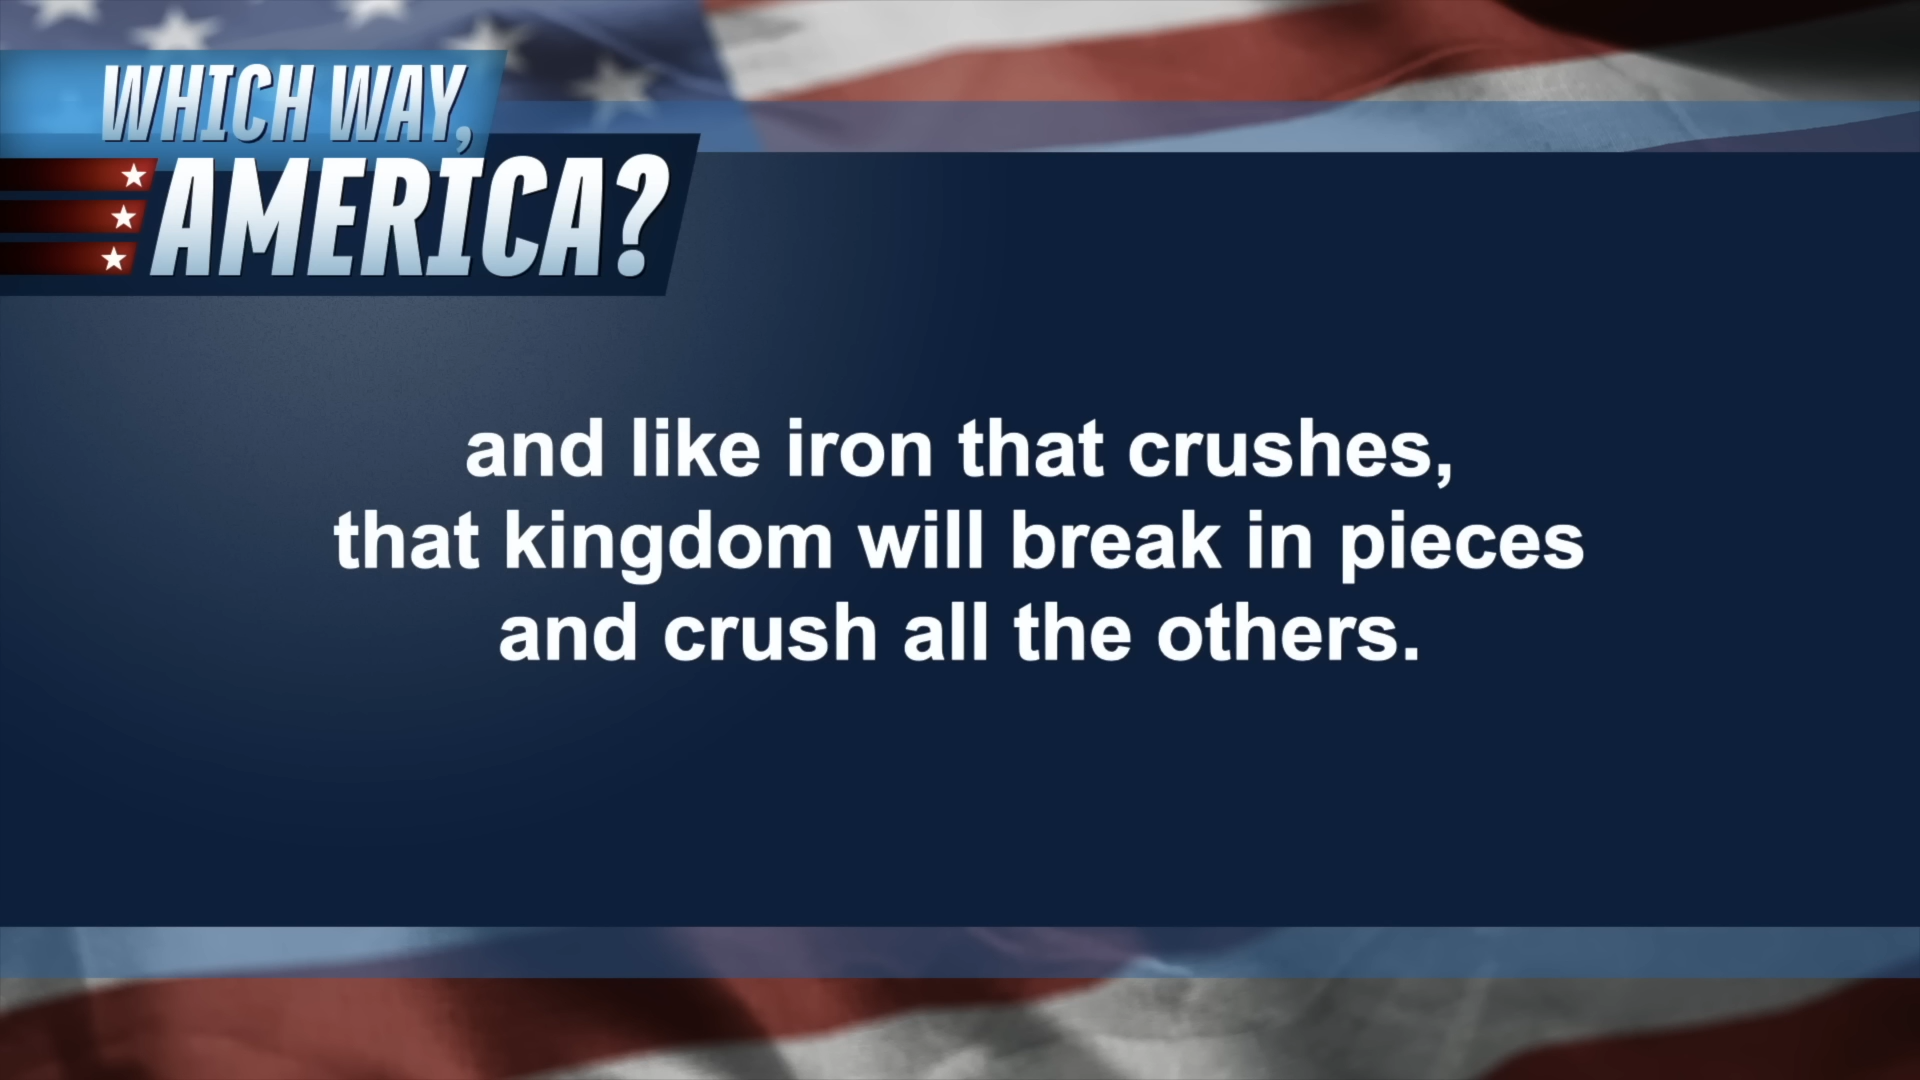 WHICH WAY,
AMERICA?
and like iron that crushes,
that kingdom will break in pieces
and crush all the others.